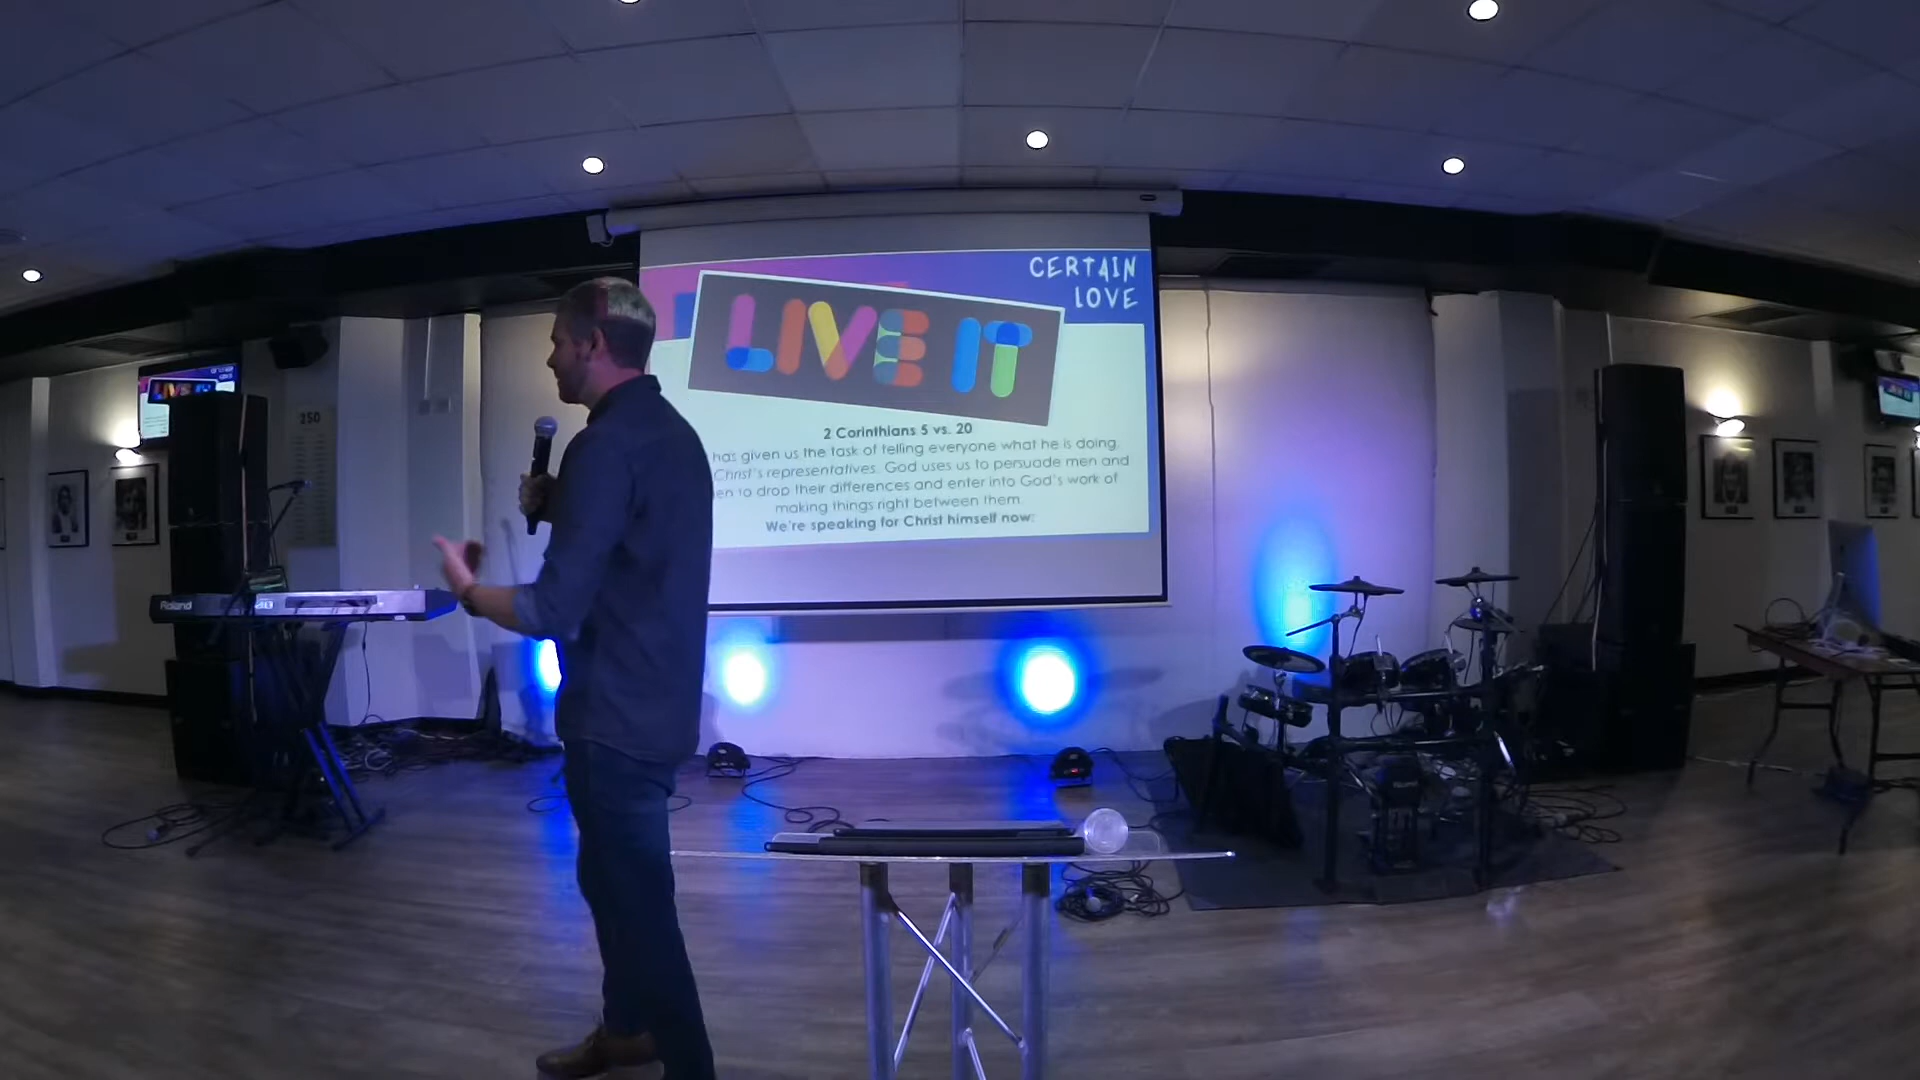 CERTAIN
LOVE
LIVE IT
2 Corinthians 5 vs. 20
has given us the task of telling everyone what he is doing.
Christ's representatives. God uses us to persuade men and
to drop their differences and enter into God's work of
making things right between them.
We're speaking for Christ himself now:
250
Roland